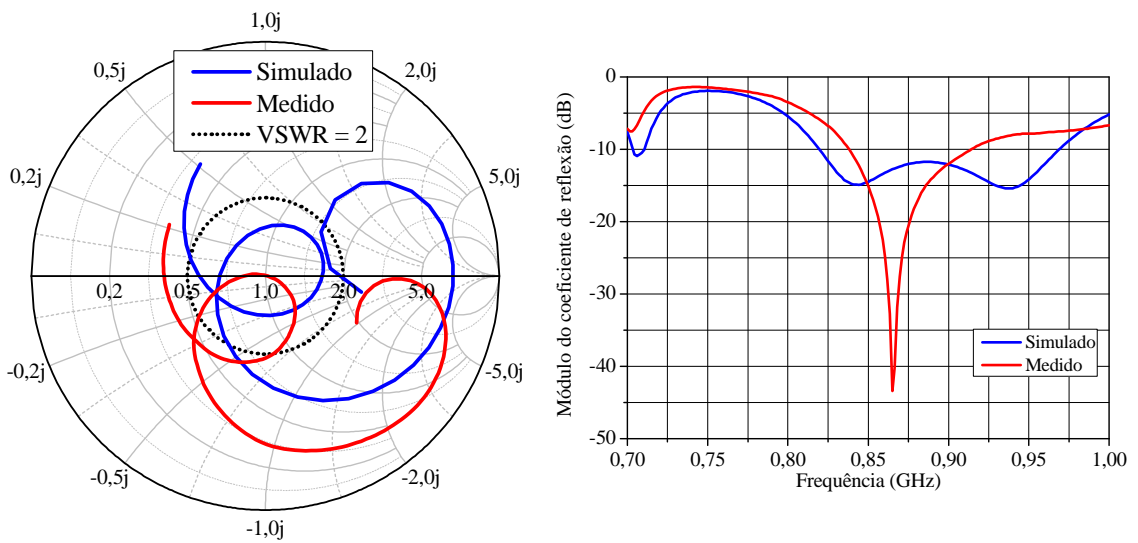 1,0j
0,5j
2,0j
Simulado
Medido
VSWR = 2
0,2j
5,0j
0,2
0,5
1,0
2,0
5,0
-0,2j
-5,0j
-0,5j
-2,0j
-1,0j
Módulo do coeficiente de reflexão (dB)
0
-10
-20
-30
-40
-50
Simulado
Medido
0,70
0,75
0,80
0,85
0,90
0,95
1,00
Frequência (GHz)